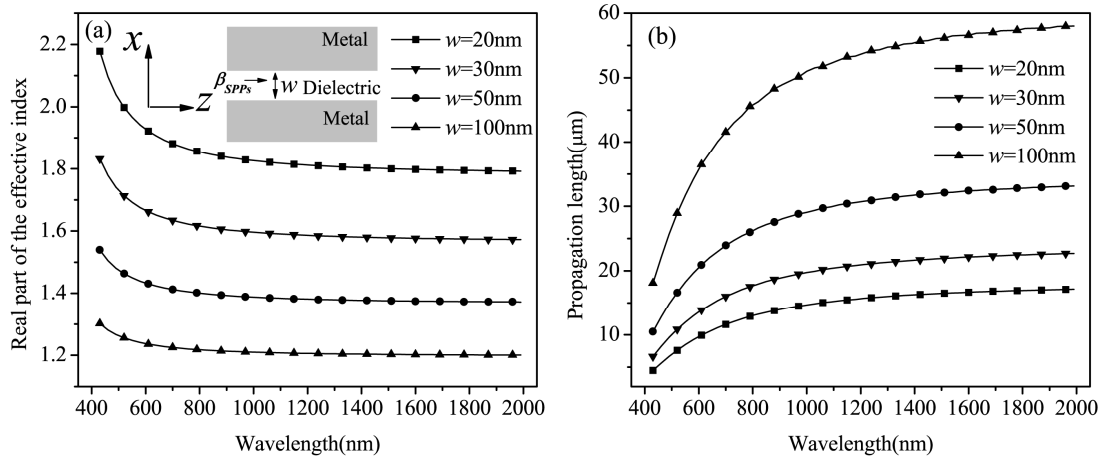 (a)
x
z
β_SPPs
w
Metal
Dielectric
Metal
w=20nm
w=30nm
w=50nm
w=100nm
Real part of the effective index
2.2
2.0
1.8
1.6
1.4
1.2
400 600 800 1000 1200 1400 1600 1800 2000
Wavelength(nm)
(b)
w=20nm
w=30nm
w=50nm
w=100nm
Propagation length(μm)
60
50
40
30
20
10
400 600 800 1000 1200 1400 1600 1800 2000
Wavelength(nm)